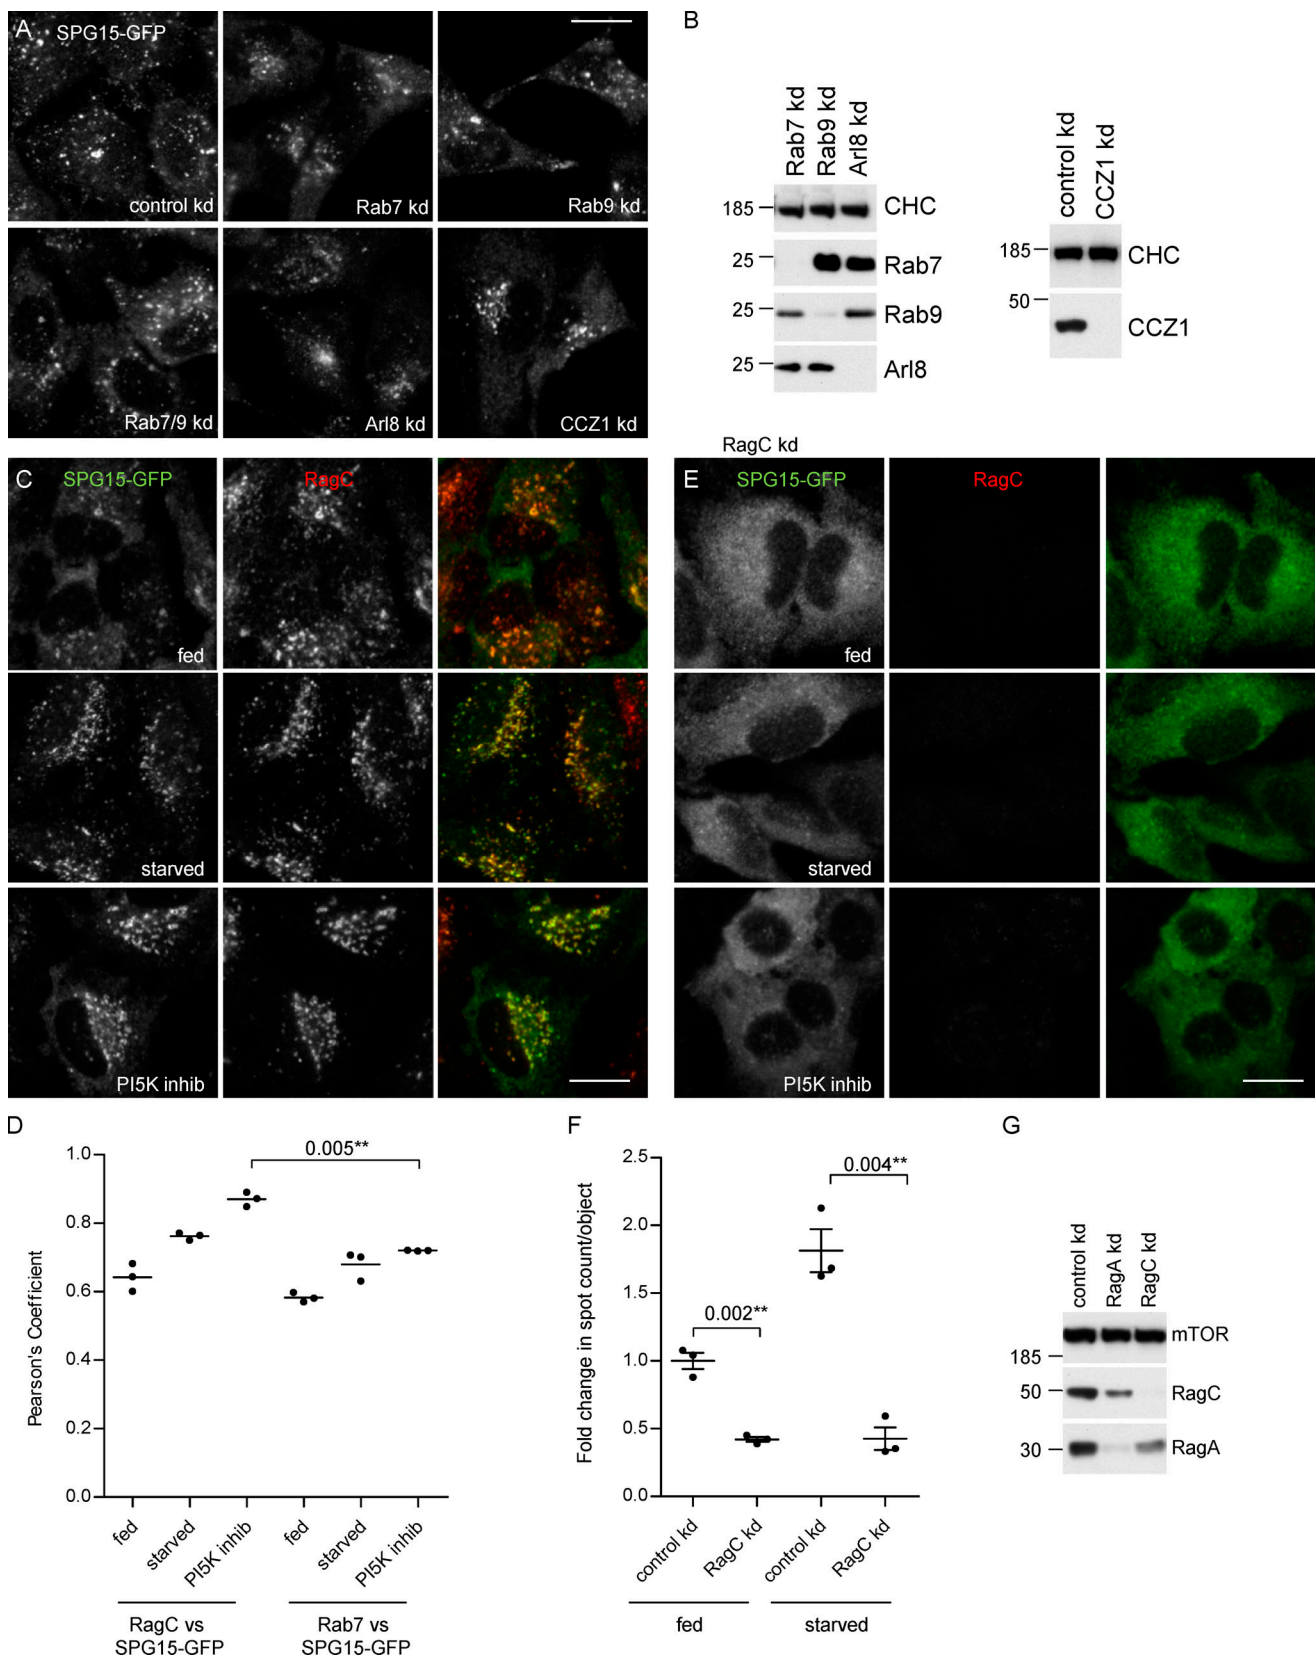 A
SPG15-GFP
control kd
Rab7 kd
Rab9 kd
Rab7/9 kd
Arl8 kd
CCZ1 kd
B
Rab7 kd
Rab9 kd
Arl8 kd
185
CHC
25
Rab7
25
Rab9
25
Arl8
control kd
CCZ1 kd
185
CHC
50
CCZ1
C
SPG15-GFP
RagC
fed
starved
PI5K inhib
RagC kd
E
SPG15-GFP
RagC
fed
starved
PI5K inhib
D
Pearson's Coefficient
1.0
0.8
0.6
0.4
0.2
0.0
0.005**
fed
starved
PI5K inhib
fed
starved
PI5K inhib
RagC vs
SPG15-GFP
Rab7 vs
SPG15-GFP
F
Fold change in spot count/object
2.5
2.0
1.5
1.0
0.5
0.0
0.002**
0.004**
control kd
RagC kd
control kd
RagC kd
fed
starved
G
control kd
RagA kd
RagC kd
mTOR
185
50
RagC
30
RagA